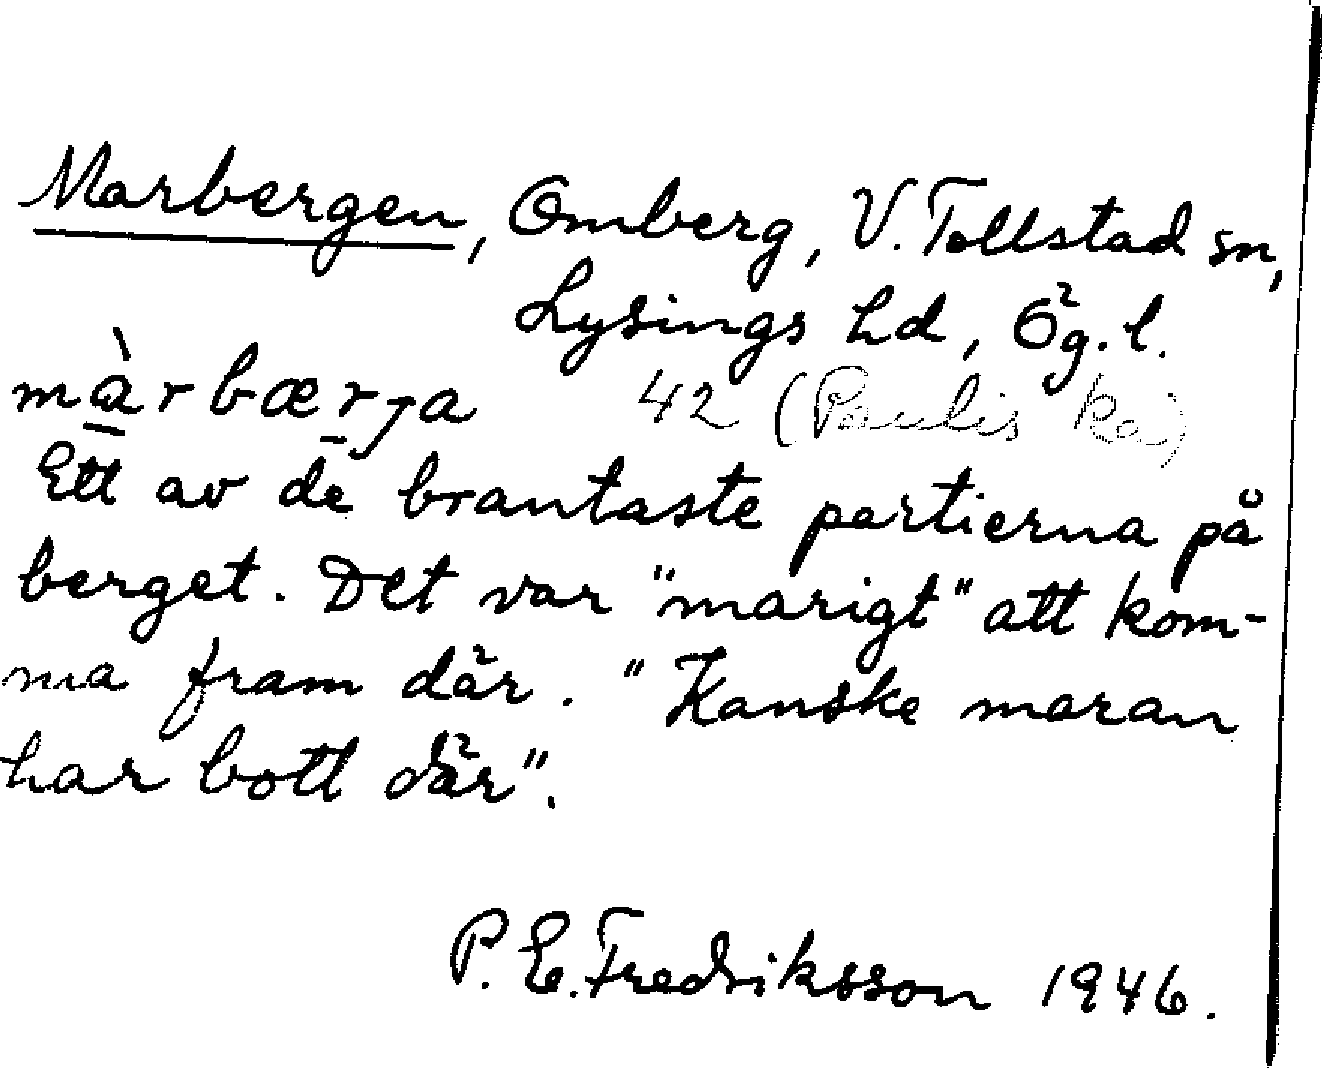 Marbergen, Omberg, V. Tollstad sn,
Lysings hd, Ög. l.
màrbærja 42 (Paulis ka)
Ett av de brantaste partierna på
berget. Det var "marigt" att kom-
ma fram där. "Kanske maran
har bott där".
P. E. Fredriksson 1946.